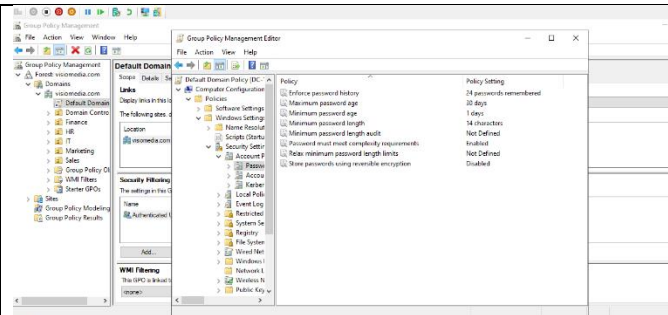 Group Policy Management
File Action View Window Help
Group Policy Management
Forest: visiomedia.com
Domains
visiomedia.com
Default Domain
Domain Contro
Finance
HR
IT
Marketing
Sales
Group Policy Ol
WMI Filters
Starter GPOs
Sites
Group Policy Modeling
Group Policy Results
Default Domain
Scope Details Se
Links
Display links in this lo
The following sites, d
Location
visiomedia.com
Security Filtering
The settings in this G
Name
Authenticated U
Add...
WMI Filtering
This GPO is linked t
<none>
Group Policy Management Editor
File Action View Help
Default Domain Policy [DC-
Computer Configuration
Policies
Software Settings
Windows Settings
Name Resolut
Scripts (Startu
Security Settin
Account P
Passw
Accou
Kerber
Local Polic
Event Log
Restricted
System Se
Registry
File System
Wired Net
Windows
Network L
Wireless N
Public Key
Policy Policy Setting
Enforce password history 24 passwords remembered
Maximum password age 30 days
Minimum password age 1 days
Minimum password length 14 characters
Minimum password length audit Not Defined
Password must meet complexity requirements Enabled
Relax minimum password length limits Not Defined
Store passwords using reversible encryption Disabled